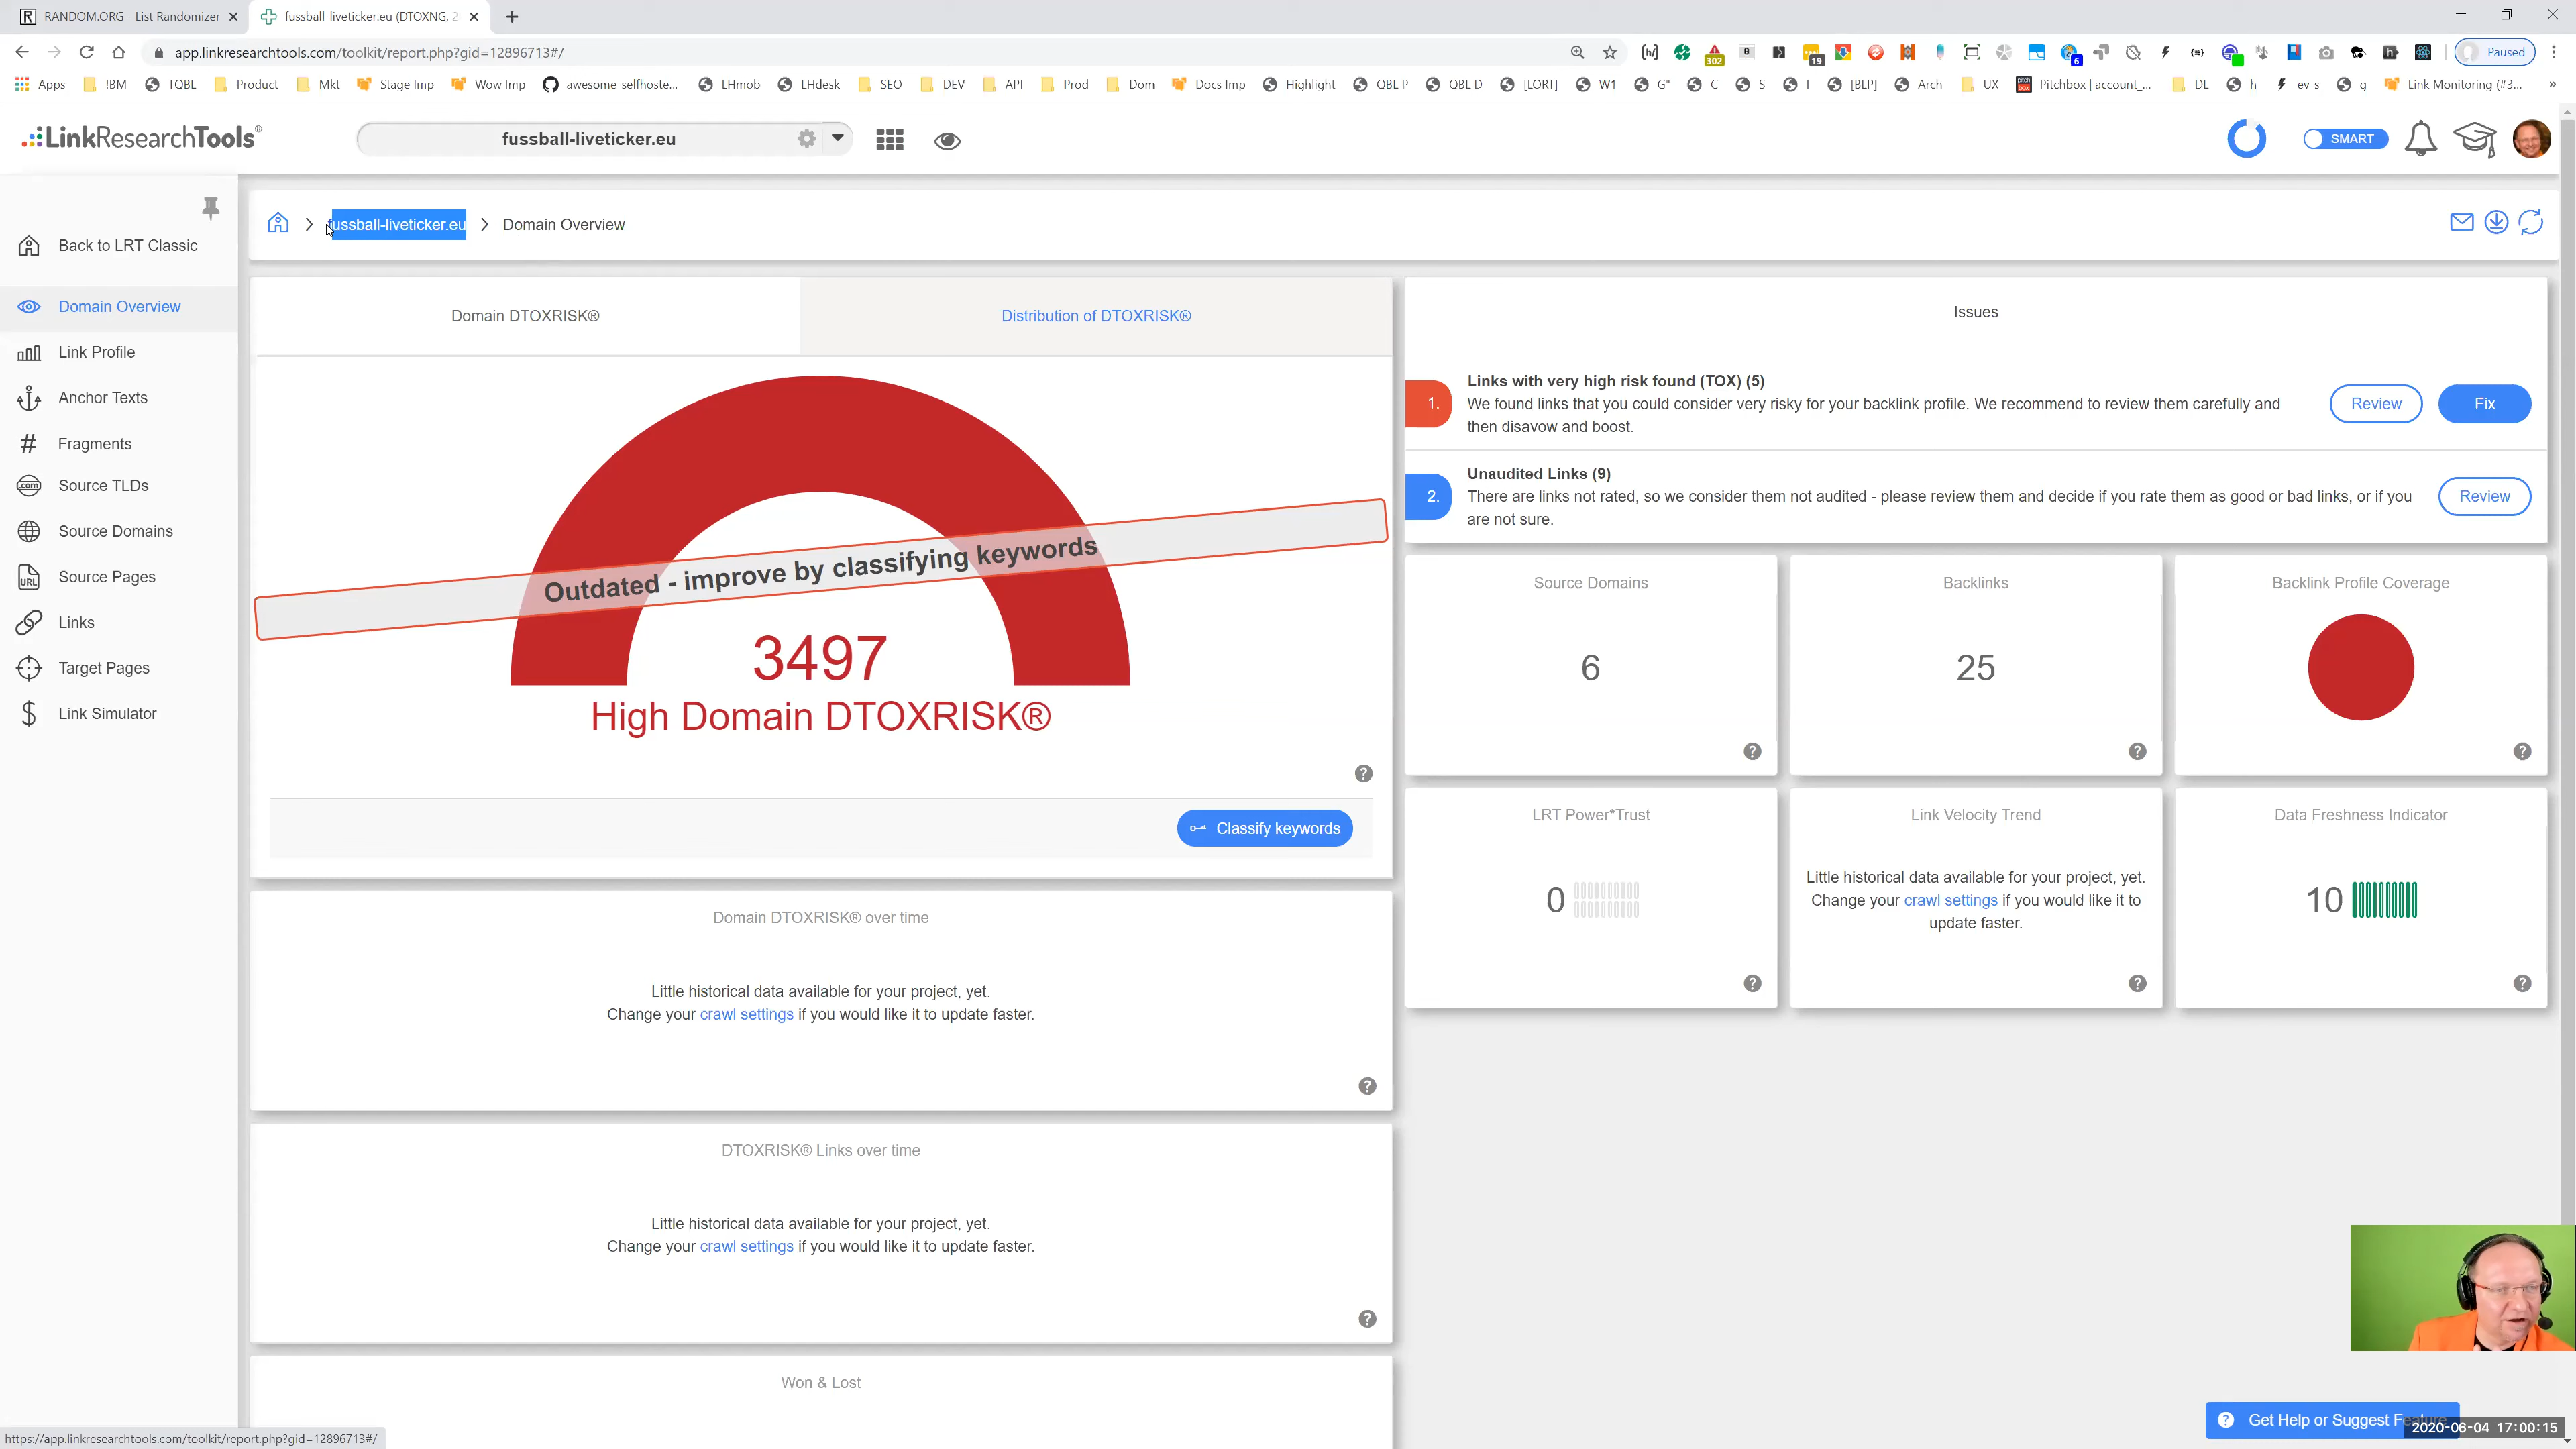 RANDOM.ORG - List Randomizer
fussball-liveticker.eu (DTOXNG, 2
app.linkresearchtools.com/toolkit/report.php?gid=12896713#/
302
19
6
Paused
Apps
!BM
TQBL
Product
Mkt
Stage Imp
Wow Imp
awesome-selfhoste...
LHmob
LHdesk
SEO
DEV
API
Prod
Dom
Docs Imp
Highlight
QBL P
QBL D
[LORT]
W1
G"
C
S
I
[BLP]
Arch
UX
Pitchbox | account_...
DL
h
ev-s
g
Link Monitoring (#3...
»
LinkResearchTools®
fussball-liveticker.eu
SMART
fussball-liveticker.eu
Domain Overview
Back to LRT Classic
Domain Overview
Link Profile
Anchor Texts
Fragments
Source TLDs
Source Domains
Source Pages
Links
Target Pages
Link Simulator
Domain DTOXRISK®
Distribution of DTOXRISK®
Outdated - improve by classifying keywords
3497
High Domain DTOXRISK®
Classify keywords
Domain DTOXRISK® over time
Little historical data available for your project, yet.
Change your crawl settings if you would like it to update faster.
DTOXRISK® Links over time
Little historical data available for your project, yet.
Change your crawl settings if you would like it to update faster.
Won & Lost
Issues
1.
Links with very high risk found (TOX) (5)
We found links that you could consider very risky for your backlink profile. We recommend to review them carefully and
then disavow and boost.
Review
Fix
2.
Unaudited Links (9)
There are links not rated, so we consider them not audited - please review them and decide if you rate them as good or bad links, or if you
are not sure.
Review
Source Domains
6
Backlinks
25
Backlink Profile Coverage
LRT Power*Trust
0
Link Velocity Trend
Little historical data available for your project, yet.
Change your crawl settings if you would like it to
update faster.
Data Freshness Indicator
10
Get Help or Suggest Feature
2020-06-04 17:00:15
https://app.linkresearchtools.com/toolkit/report.php?gid=12896713#/